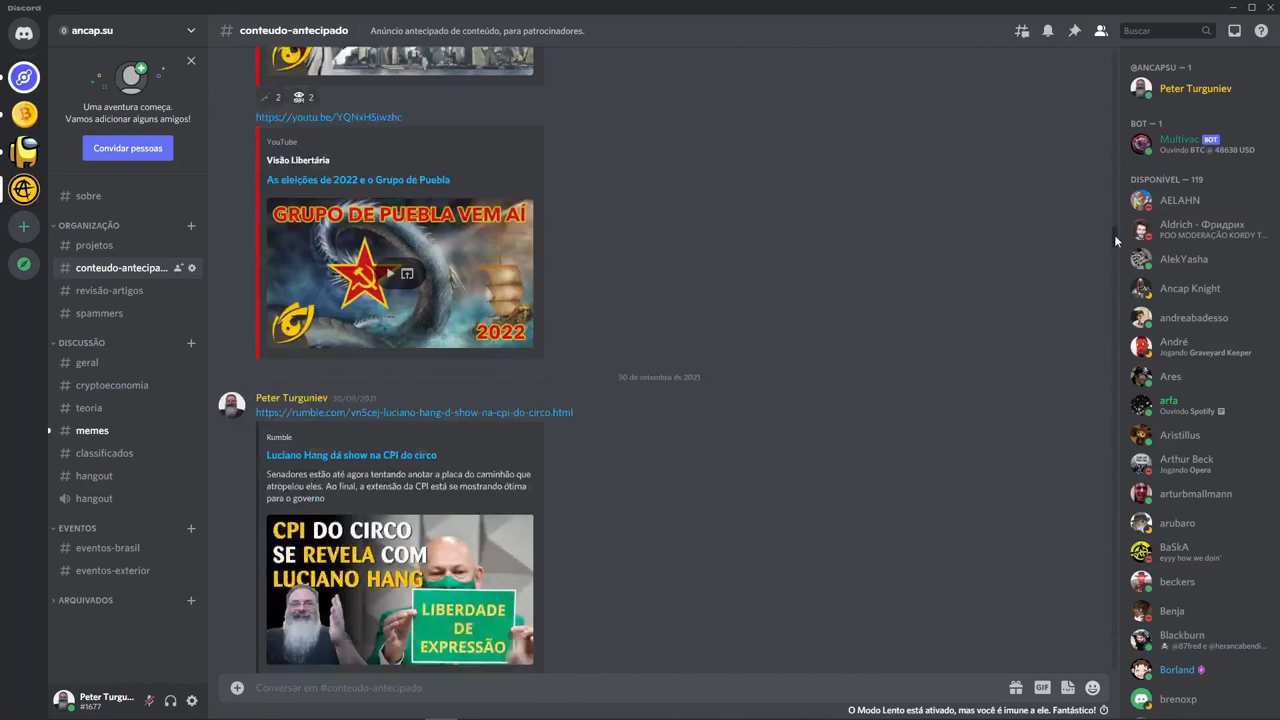 Discord
ancap.su
Uma aventura começa.
Vamos adicionar alguns amigos!
Convidar pessoas
# sobre
ORGANIZAÇÃO
# projetos
# conteudo-antecipa...
# revisão-artigos
# spammers
DISCUSSÃO
# geral
# cryptoeconomia
# teoria
# memes
# classificados
# hangout
hangout
EVENTOS
# eventos-brasil
# eventos-exterior
ARQUIVADOS
Peter Turgu...
#1677
# conteudo-antecipado
Anúncio antecipado de conteúdo, para patrocinadores.
Buscar
2
2
https://youtu.be/YQNxHSiwzhc
YouTube
Visão Libertária
As eleições de 2022 e o Grupo de Puebla
GRUPO DE PUEBLA VEM AÍ
2022
30 de setembro de 2021
Peter Turguniev 30/09/2021
https://rumble.com/vn5cej-luciano-hang-d-show-na-cpi-do-circo.html
Rumble
Luciano Hang dá show na CPI do circo
Senadores estão até agora tentando anotar a placa do caminhão que
atropelou eles. Ao final, a extensão da CPI está se mostrando ótima
para o governo
CPI DO CIRCO
SE REVELA COM
LUCIANO HANG
LIBERDADE
DE
EXPRESSÃO
Conversar em #conteudo-antecipado
GIF
O Modo Lento está ativado, mas você é imune a ele. Fantástico!
@ANCAPSU — 1
Peter Turguniev
BOT — 1
Multivac BOT
Ouvindo BTC @ 48638 USD
DISPONÍVEL — 119
AELAHN
Aldrich - Фридрих
POO MODERAÇÃO KORDY T...
AlekYasha
Ancap Knight
andreabadesso
André
Jogando Graveyard Keeper
Ares
arfa
Ouvindo Spotify
Aristillus
Arthur Beck
Jogando Opera
arturbmallmann
arubaro
BaSkA
eyyy how we doin'
beckers
Benja
Blackburn
@87fred e @herancabendi...
Borland
brenoxp